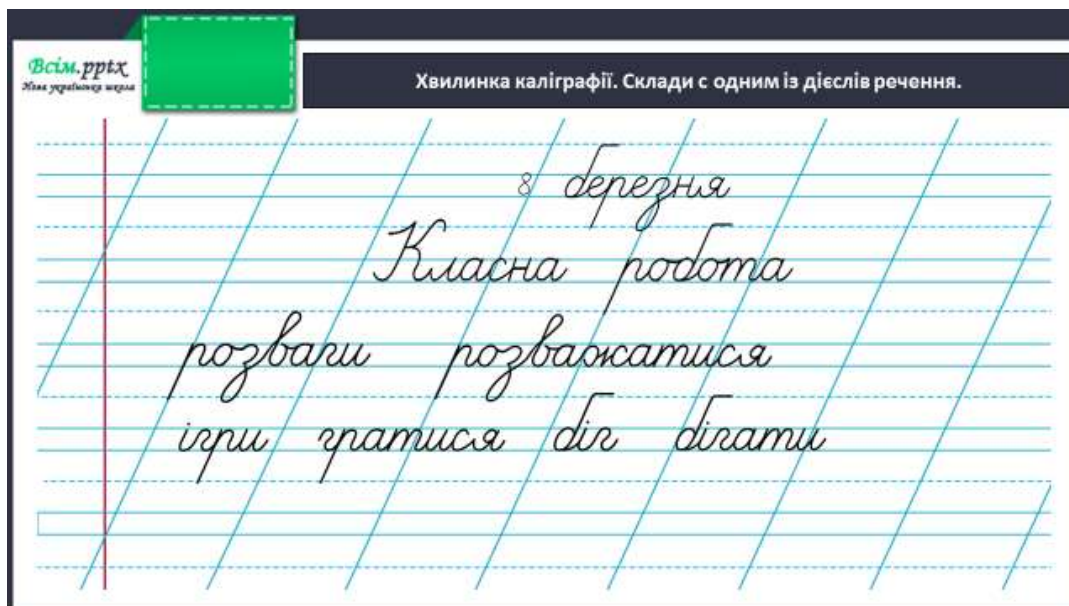 Всім.pptx
Нова українська школа
Хвилинка каліграфії. Склади с одним із дієслів речення.
8 березня
Класна робота
розваги розважатися
ігри гратися біг бігати